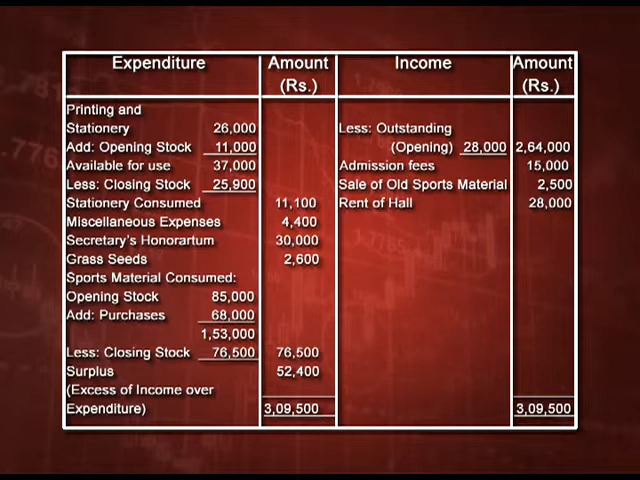 Expenditure Amount (Rs.) Income Amount (Rs.)
Printing and
Stationery 26,000 Less: Outstanding
Add: Opening Stock 11,000 (Opening) 28,000 2,64,000
Available for use 37,000 Admission fees 15,000
Less: Closing Stock 25,900 Sale of Old Sports Material 2,500
Stationery Consumed 11,100 Rent of Hall 28,000
Miscellaneous Expenses 4,400
Secretary's Honorartum 30,000
Grass Seeds 2,600
Sports Material Consumed:
Opening Stock 85,000
Add: Purchases 68,000
1,53,000
Less: Closing Stock 76,500 76,500
Surplus 52,400
(Excess of Income over
Expenditure) 3,09,500 3,09,500